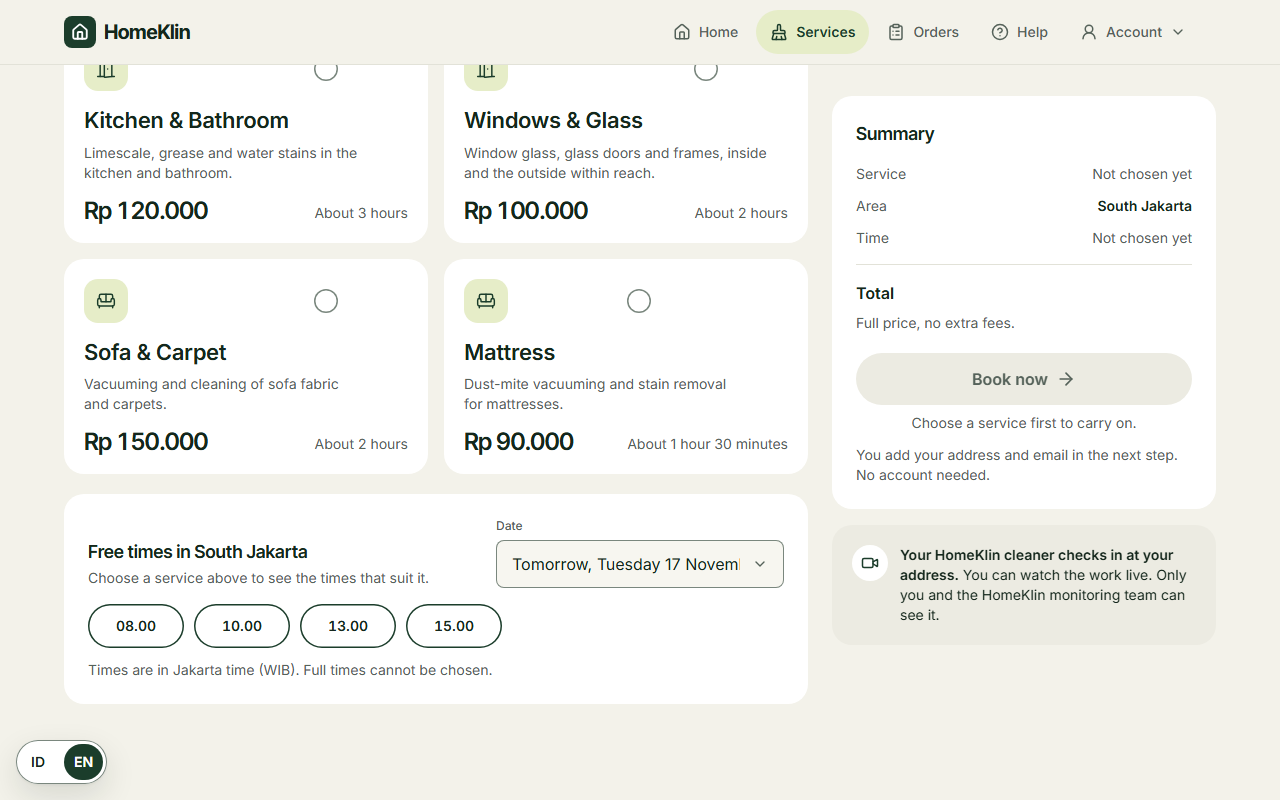 HomeKlin
Home
Services
Orders
Help
Account
Kitchen & Bathroom
Limescale, grease and water stains in the
kitchen and bathroom.
Rp 120.000
About 3 hours
Windows & Glass
Window glass, glass doors and frames, inside
and the outside within reach.
Rp 100.000
About 2 hours
Sofa & Carpet
Vacuuming and cleaning of sofa fabric
and carpets.
Rp 150.000
About 2 hours
Mattress
Dust-mite vacuuming and stain removal
for mattresses.
Rp 90.000
About 1 hour 30 minutes
Free times in South Jakarta
Choose a service above to see the times that suit it.
Date
Tomorrow, Tuesday 17 Novem
08.00
10.00
13.00
15.00
Times are in Jakarta time (WIB). Full times cannot be chosen.
Summary
Service
Not chosen yet
Area
South Jakarta
Time
Not chosen yet
Total
Full price, no extra fees.
Book now
Choose a service first to carry on.
You add your address and email in the next step.
No account needed.
Your HomeKlin cleaner checks in at your
address. You can watch the work live. Only
you and the HomeKlin monitoring team can
see it.
ID
EN